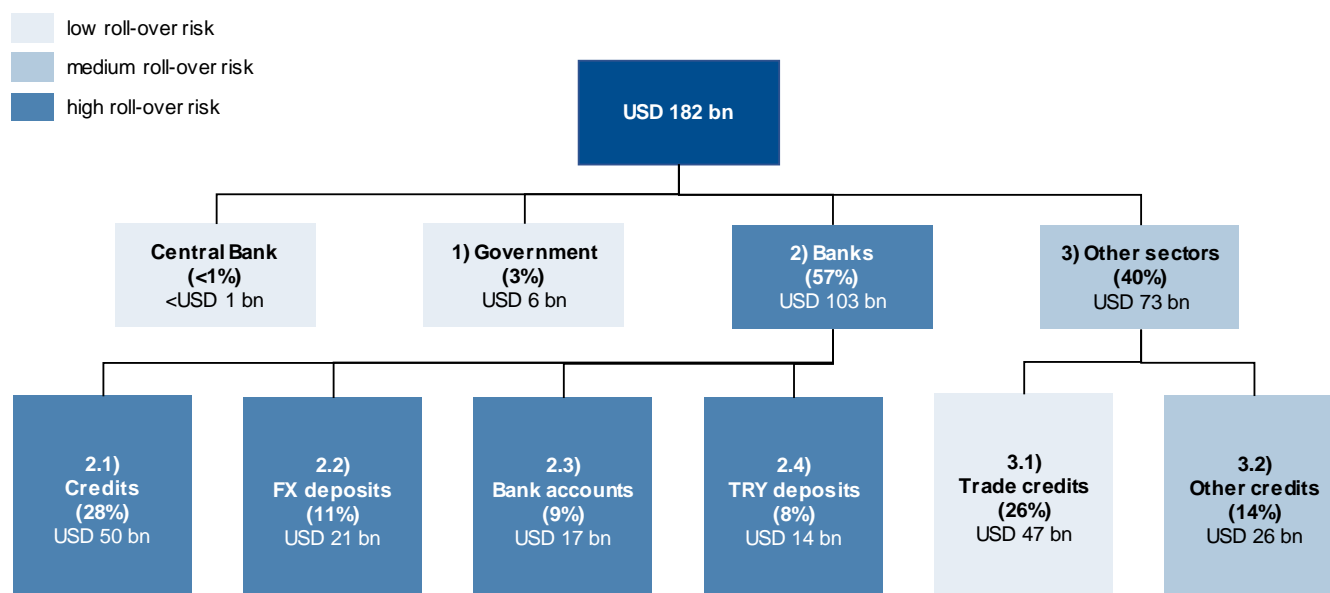 low roll-over risk
medium roll-over risk
high roll-over risk
USD 182 bn
Central Bank
(<1%)
<USD 1 bn
1) Government
(3%)
USD 6 bn
2) Banks
(57%)
USD 103 bn
3) Other sectors
(40%)
USD 73 bn
2.1)
Credits
(28%)
USD 50 bn
2.2)
FX deposits
(11%)
USD 21 bn
2.3)
Bank accounts
(9%)
USD 17 bn
2.4)
TRY deposits
(8%)
USD 14 bn
3.1)
Trade credits
(26%)
USD 47 bn
3.2)
Other credits
(14%)
USD 26 bn